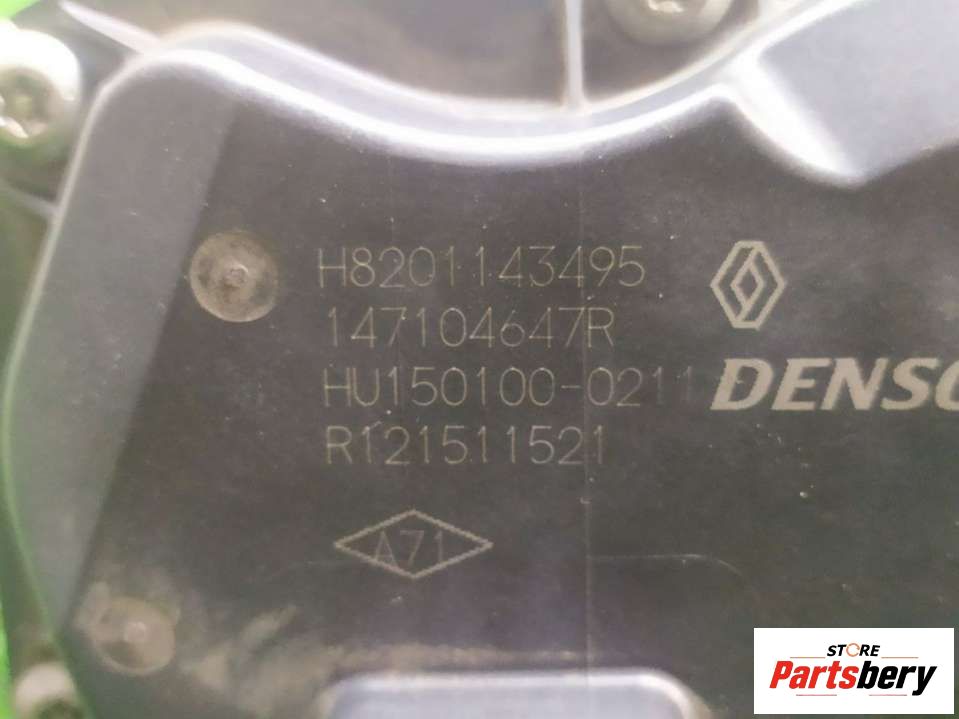 H8201143495
147104647R
HU150100-0211
DENSO
R121511521
A71
STORE
Partsbery